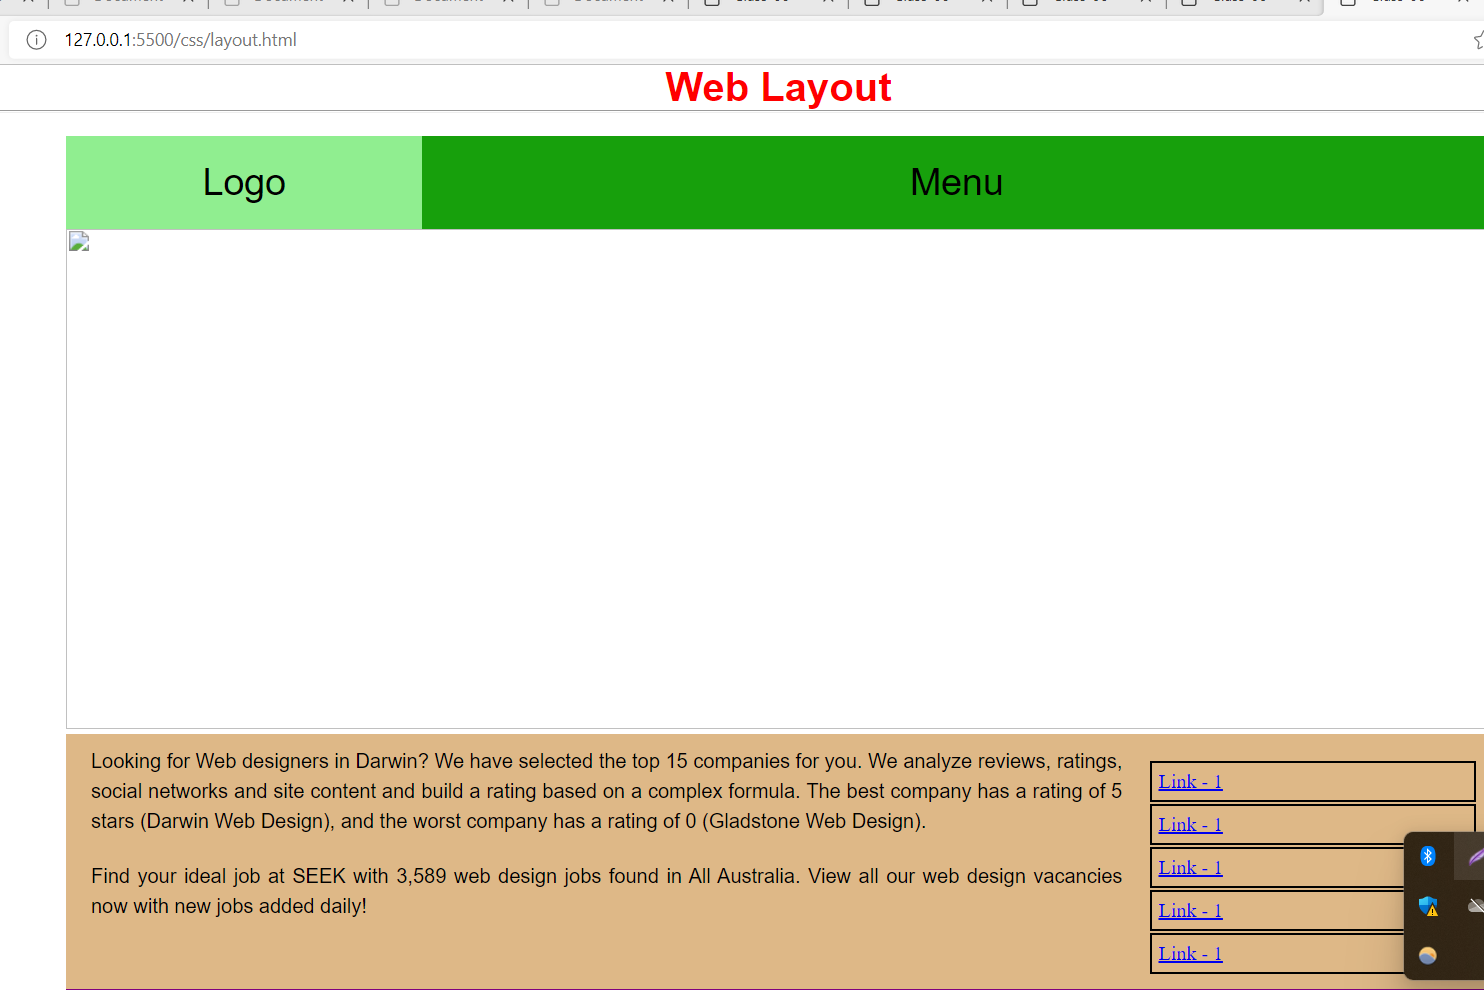 127.0.0.1:5500/css/layout.html
Web Layout
Logo
Menu
Looking for Web designers in Darwin? We have selected the top 15 companies for you. We analyze reviews, ratings,
social networks and site content and build a rating based on a complex formula. The best company has a rating of 5
stars (Darwin Web Design), and the worst company has a rating of 0 (Gladstone Web Design).
Find your ideal job at SEEK with 3,589 web design jobs found in All Australia. View all our web design vacancies
now with new jobs added daily!
Link - 1
Link - 1
Link - 1
Link - 1
Link - 1